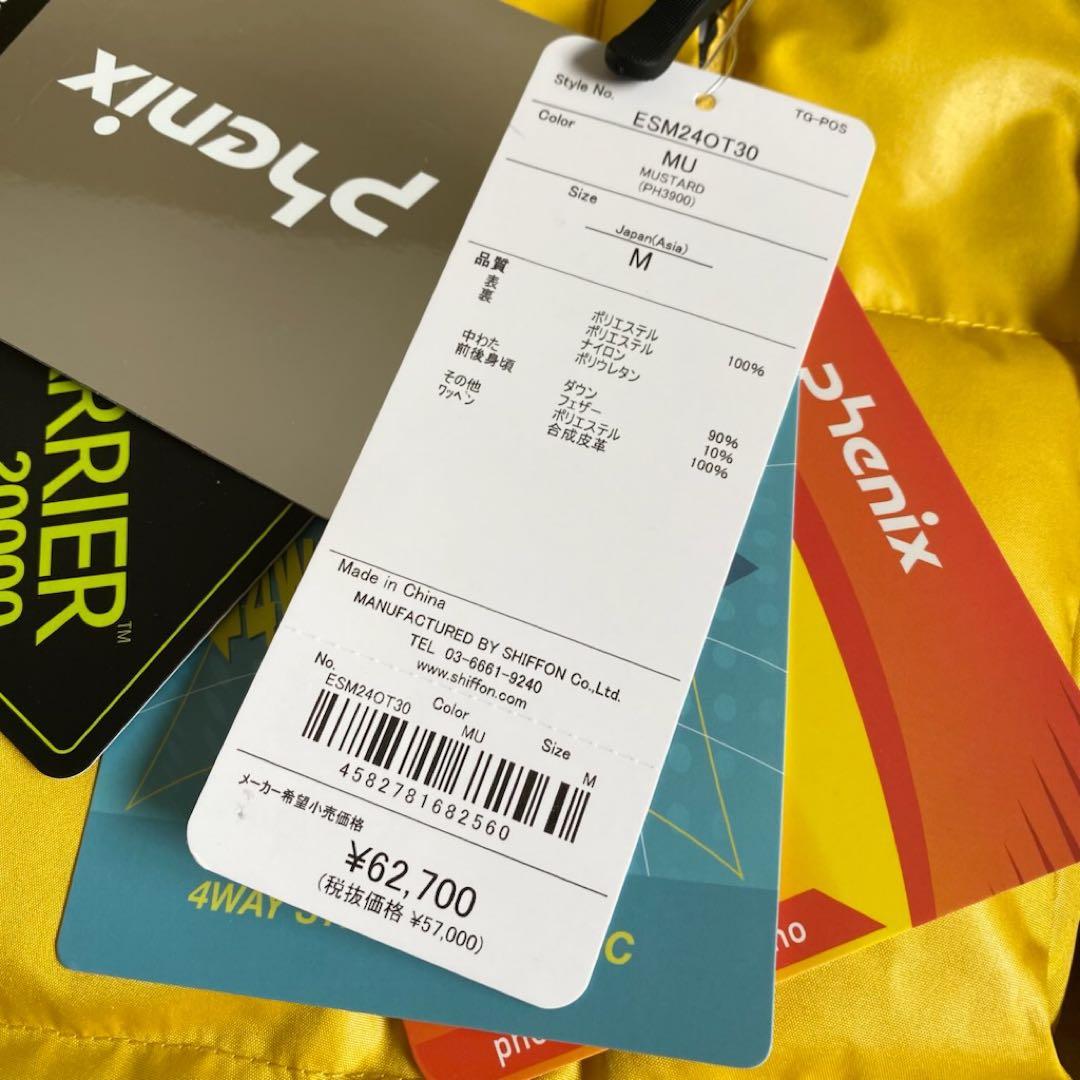 phenix
Style No.
TG-POS
ESM24OT30
Color
MU
MUSTARD
(PH3900)
Size
Japan(Asia)
M
品質
表 ポリエステル 100%
裏 ポリエステル
ナイロン
ポリウレタン
中わた
前後身頃 ダウン 90%
フェザー 10%
その他 ポリエステル 100%
ワッペン 合成皮革
Made in China
MANUFACTURED BY SHIFFON Co.,Ltd.
TEL 03-6661-9240
www.shiffon.com
No. Color Size
ESM24OT30 MU M
4582781682560
メーカー希望小売価格
¥62,700
(税抜価格 ¥57,000)
phenix
RRIER™
20000
4WAY
C